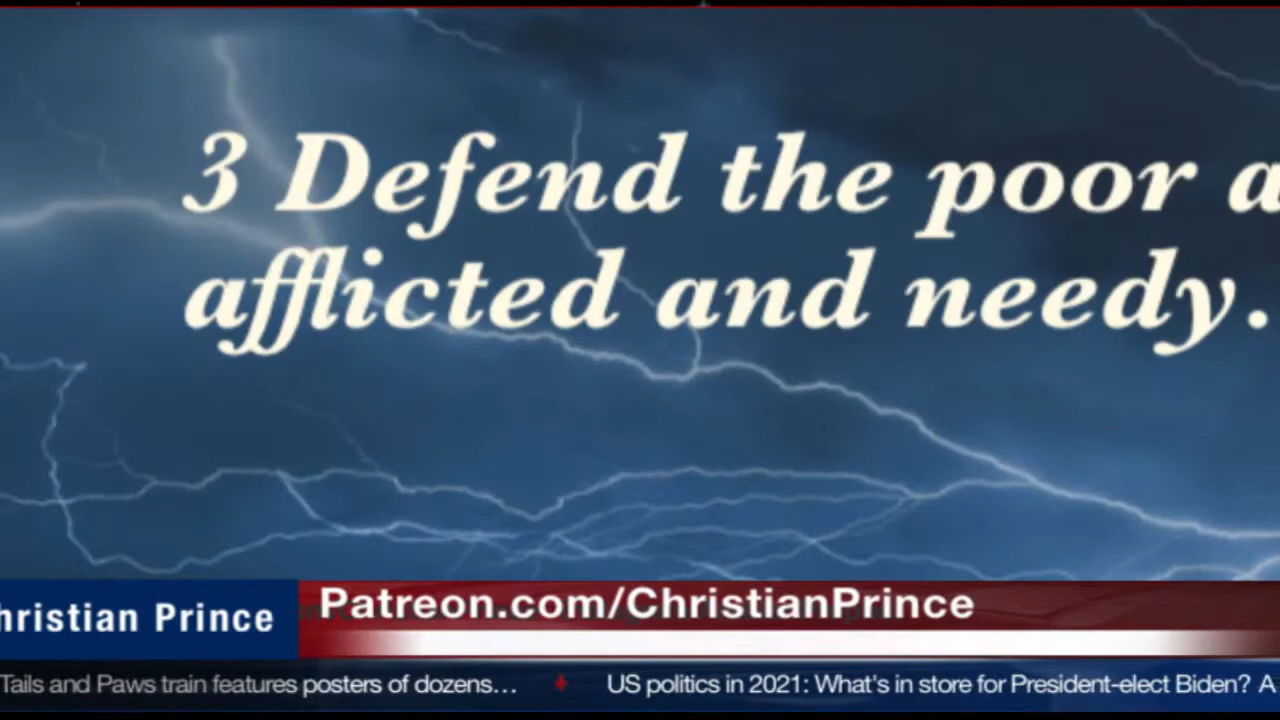 3 Defend the poor a
afflicted and needy.
Patreon.com/ChristianPrince
hristian Prince
Tails and Paws train features posters of dozens… US politics in 2021: What's in store for President-elect Biden? A